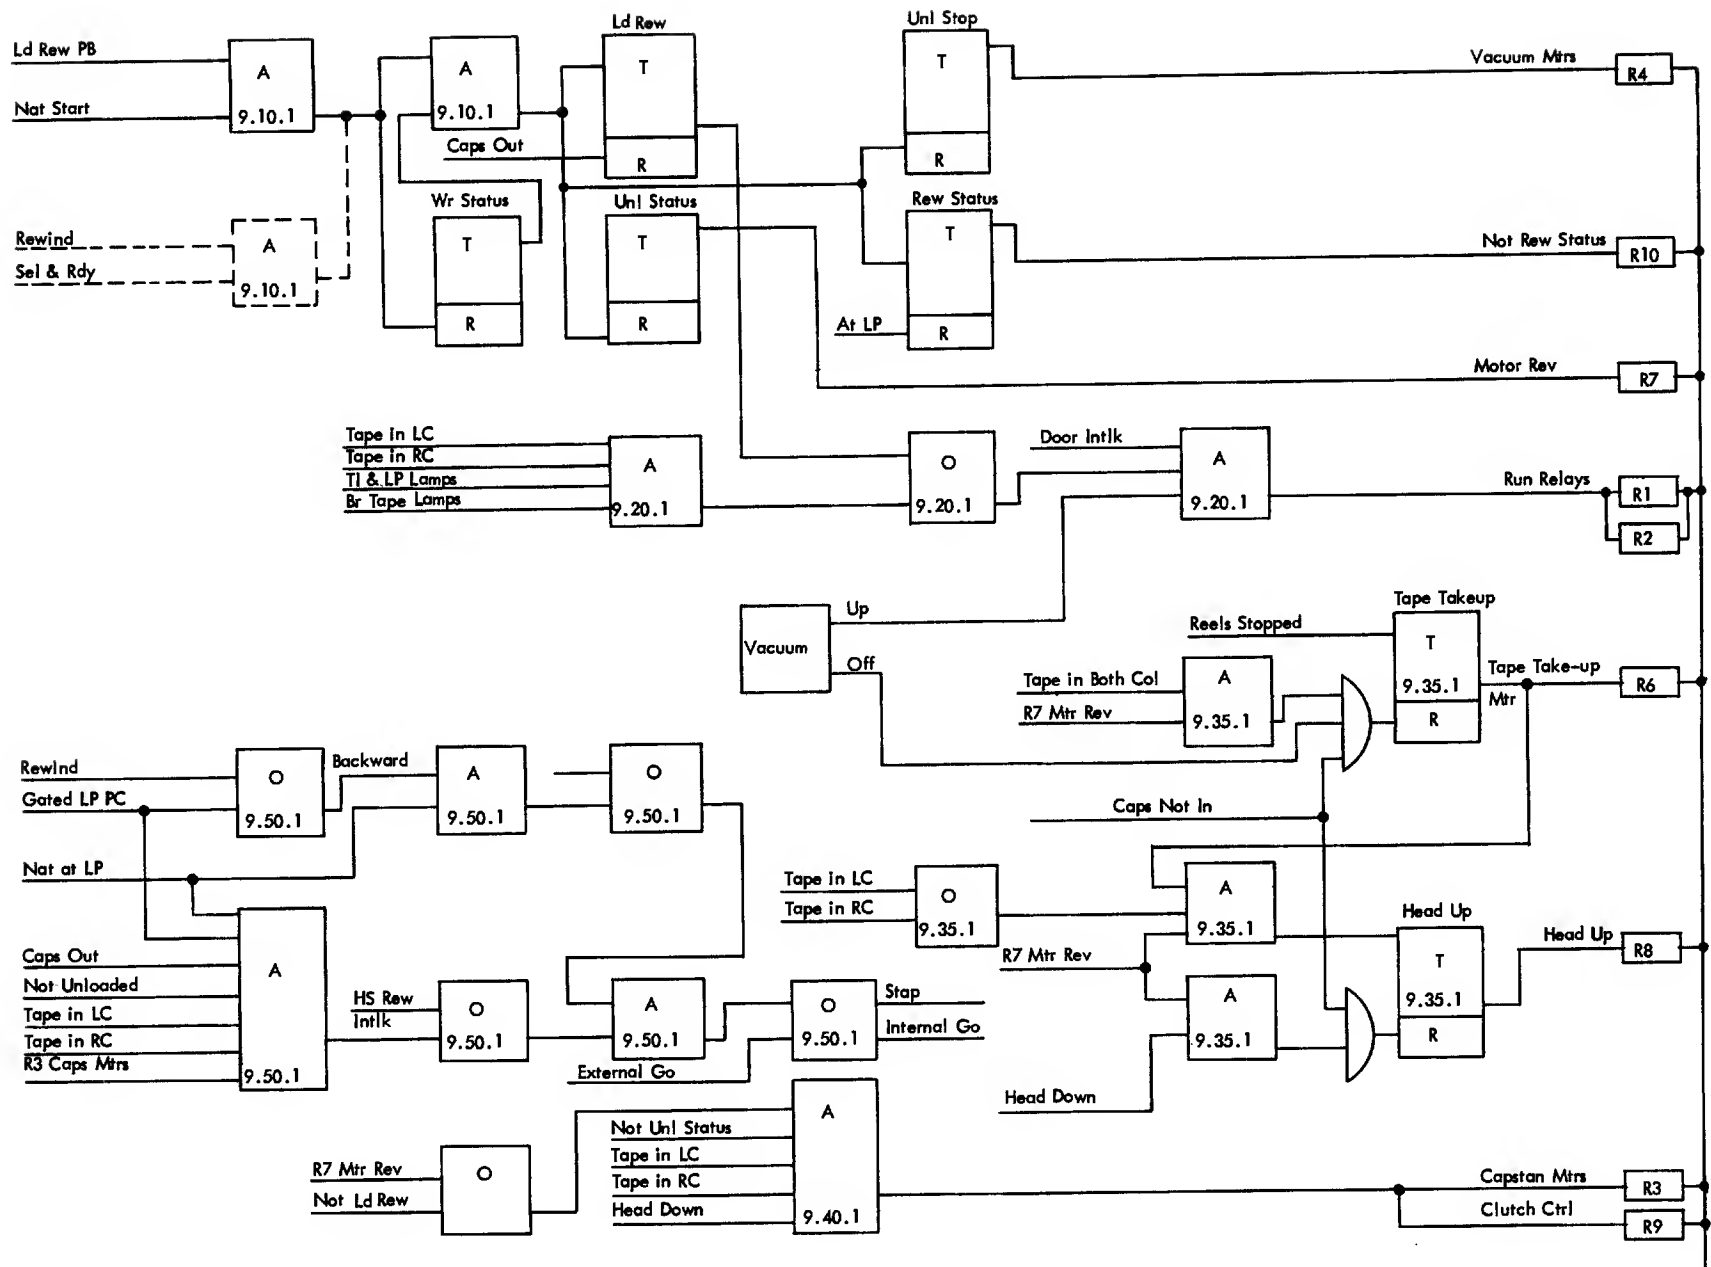 Ld Rew PB
A
9.10.1
Nat Start
Rewind
Sel & Rdy
A
9.10.1
A
9.10.1
Caps Out
Wr Status
T
R
Ld Rew
T
R
Unl Status
T
R
Unl Stop
T
R
Rew Status
T
At LP
R
Vacuum Mtrs
R4
Not Rew Status
R10
Motor Rev
R7
Tape in LC
Tape in RC
TI & LP Lamps
Br Tape Lamps
A
9.20.1
O
9.20.1
Door Intlk
A
9.20.1
Run Relays
R1
R2
Vacuum
Up
Off
Reels Stopped
Tape in Both Col
R7 Mtr Rev
A
9.35.1
Tape Takeup
T
9.35.1
R
Tape Take-up
Mtr
R6
Caps Not In
Rewind
Gated LP PC
O
9.50.1
Backward
A
9.50.1
O
9.50.1
Nat at LP
Caps Out
Not Unloaded
Tape in LC
Tape in RC
R3 Caps Mtrs
A
9.50.1
HS Rew
Intlk
O
9.50.1
A
9.50.1
External Go
O
9.50.1
Stap
Internal Go
Tape in LC
Tape in RC
O
9.35.1
R7 Mtr Rev
A
9.35.1
A
9.35.1
Head Down
Head Up
T
9.35.1
R
Head Up
R8
R7 Mtr Rev
Not Ld Rew
O
Not Unl Status
Tape in LC
Tape in RC
Head Down
A
9.40.1
Capstan Mtrs
R3
Clutch Ctrl
R9